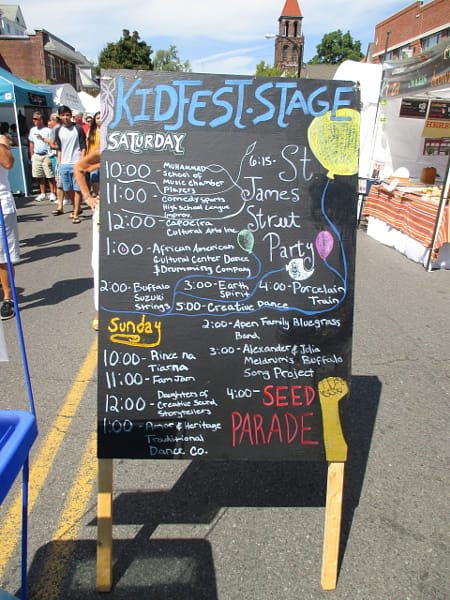 KIDFEST·STAGE
SATURDAY
10:00 - MUHAMMAD
School of
Music chamber
Players
11:00 - Comedy Sports
High School League
Improv
12:00 - Capoeira
Cultural Arts Inc
1:00 - African American
Cultural Center Dance
& Drumming Company
6:15 - St.
James
Street
Party
2:00 - Buffalo
Suzuki
Strings
3:00 - Earth
Spirit
4:00 - Porcelain
Train
5:00 - Creative Dance
Sunday
10:00 - Rince na
Tiarna
11:00 - Fam Jam
12:00 - Daughters of
Creative Sound
Storytellers
1:00 - Amor & Heritage
Traditional
Dance Co.
2:00 - Apen Family Bluegrass
Band
3:00 - Alexander & Jdia
Meldrum's Buffalo
Song Project
4:00 - SEED
PARADE